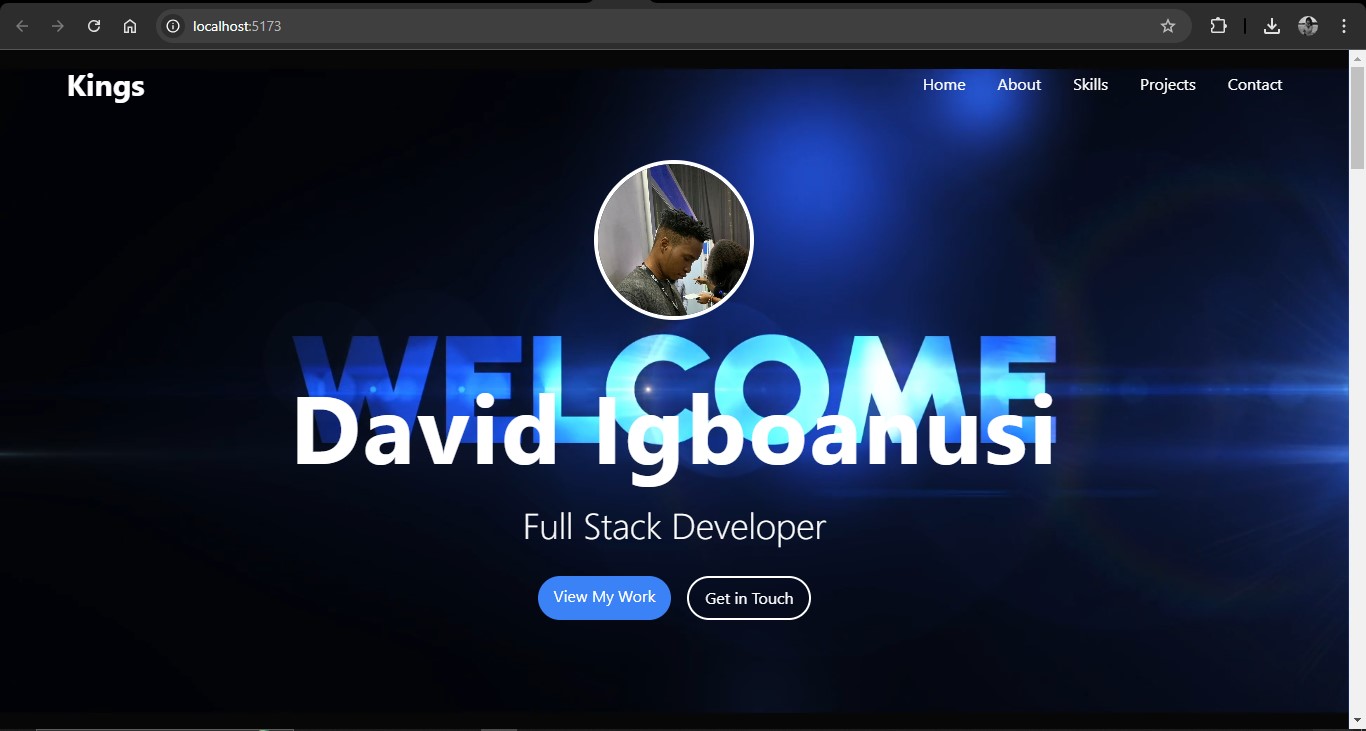 localhost:5173
Kings
Home About Skills Projects Contact
WELCOME
David Igboanusi
Full Stack Developer
View My Work Get in Touch